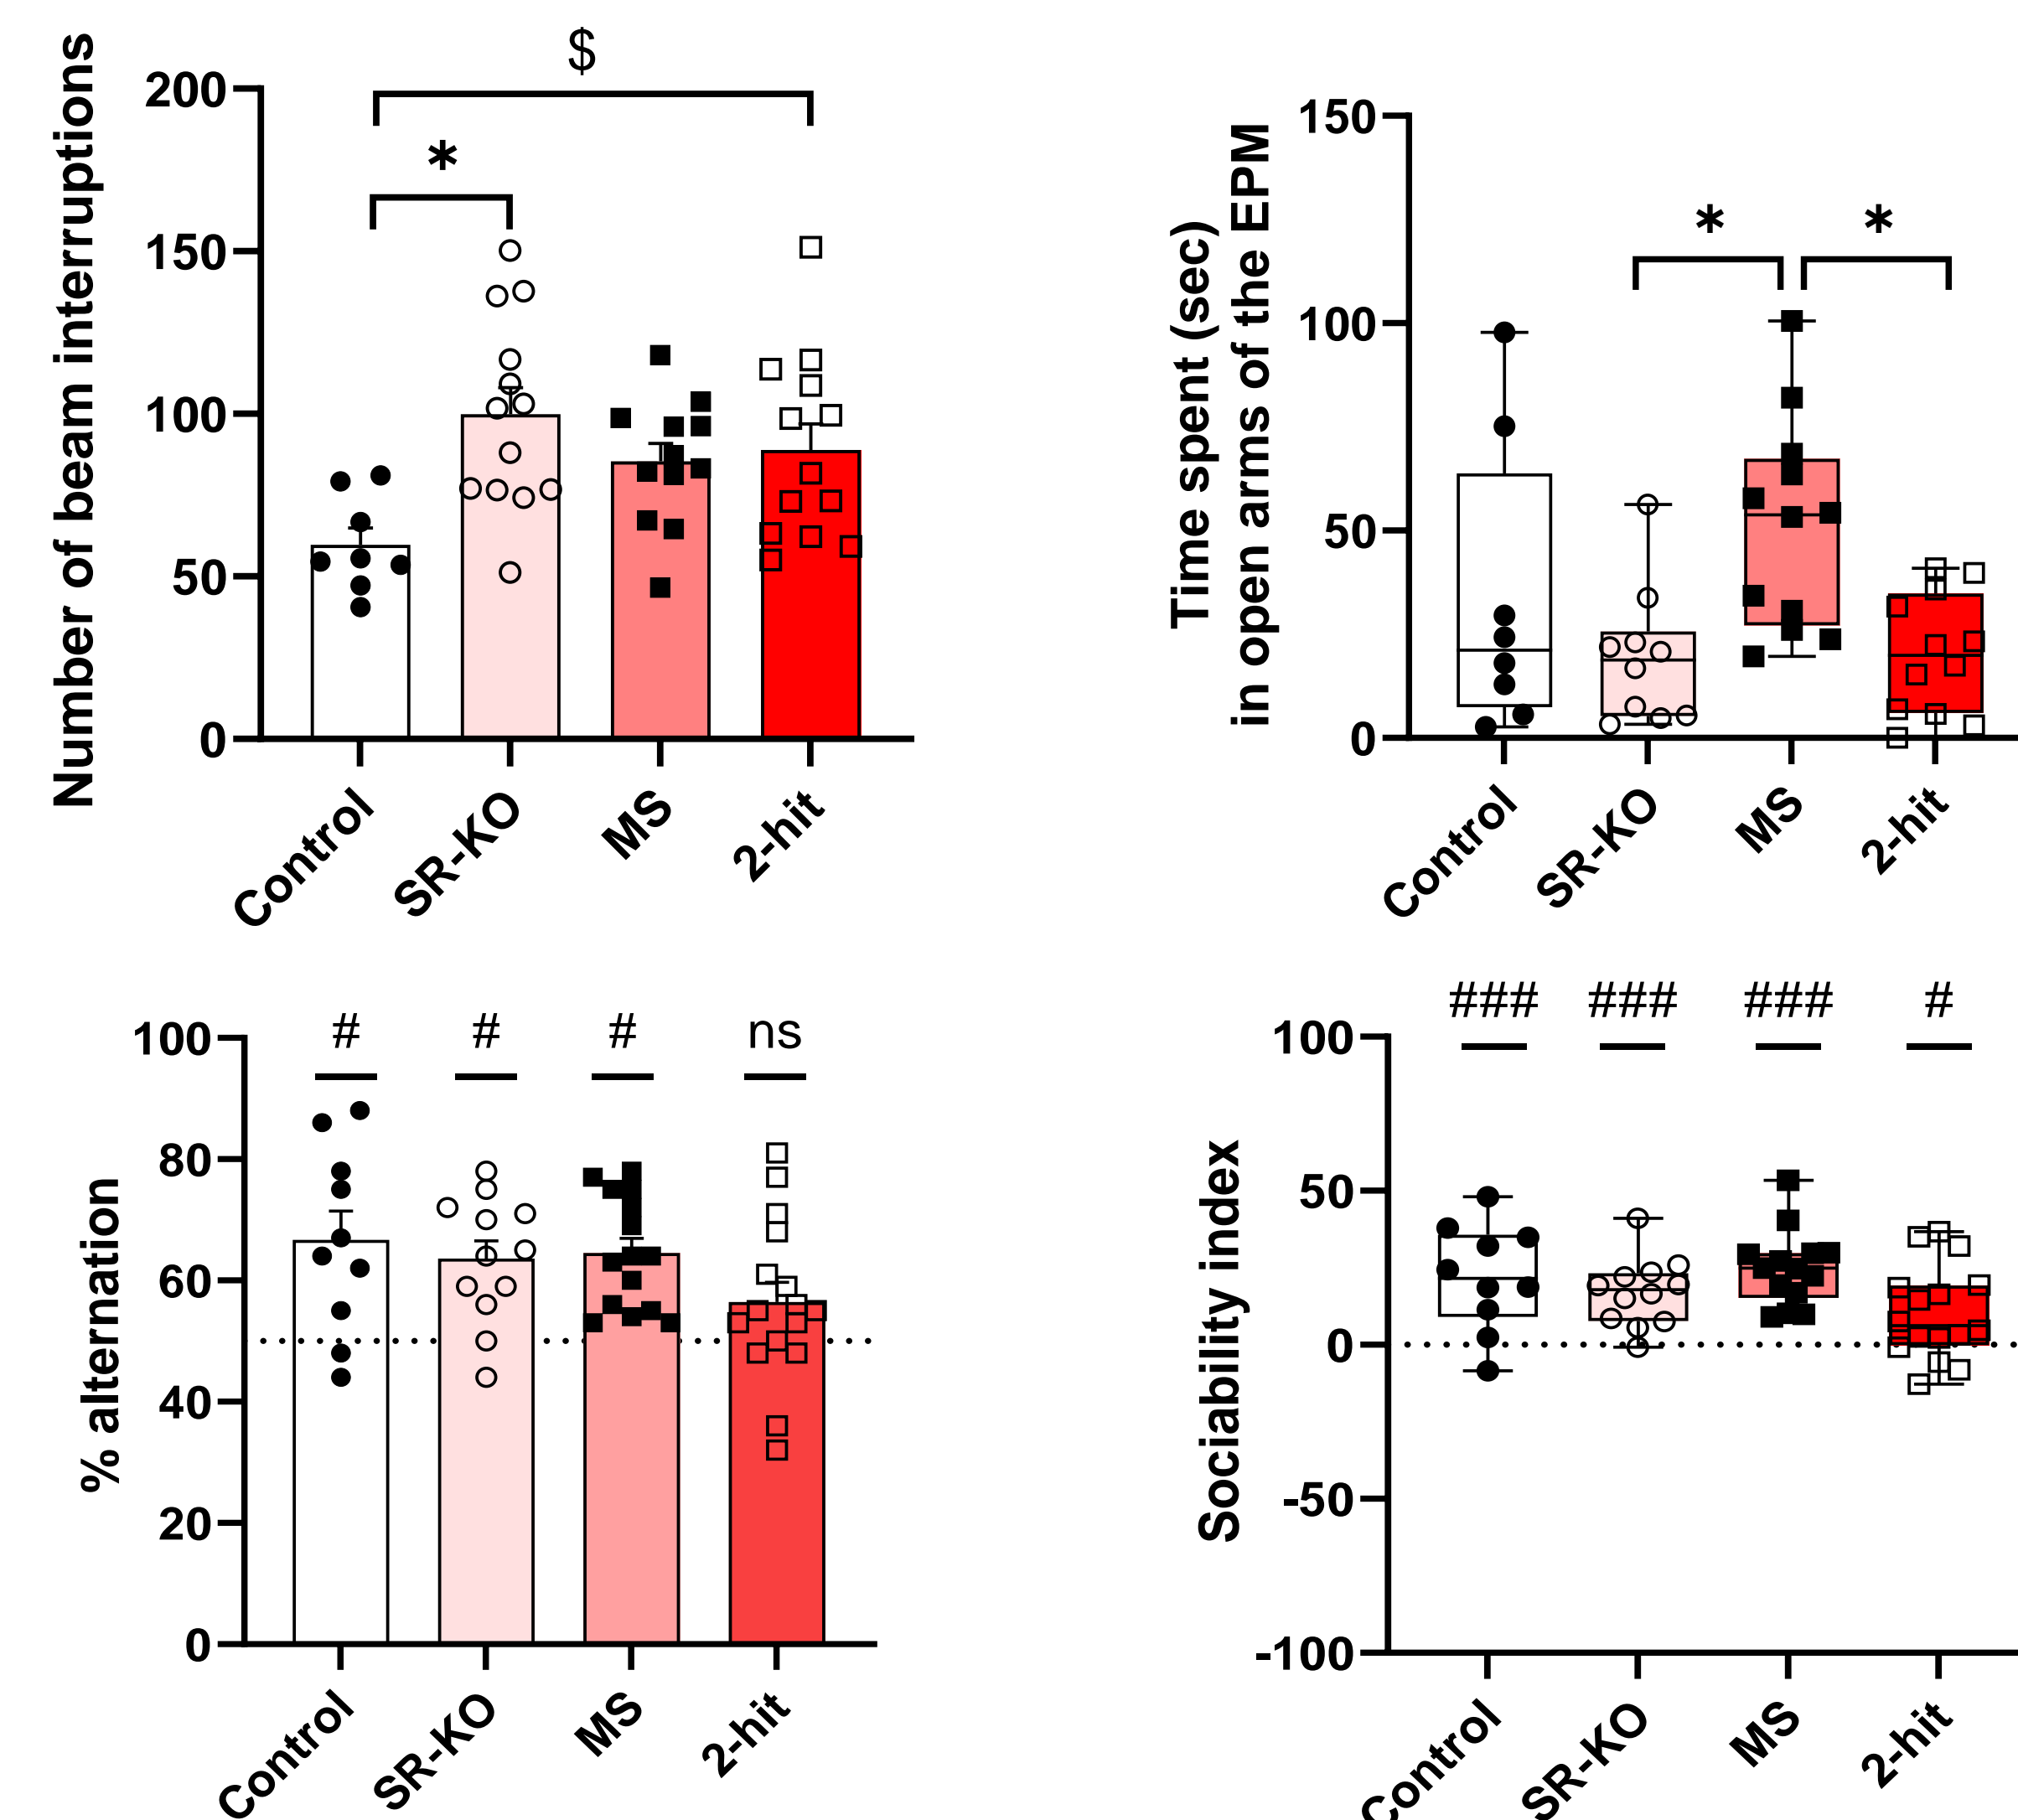 $
*
200
150
100
50
0
Number of beam interruptions
Control
SR-KO
MS
2-hit
* *
150
100
50
0
Time spent (sec)
in open arms of the EPM
Control
SR-KO
MS
2-hit
# # # ns
100
80
60
40
20
0
% alternation
Control
SR-KO
MS
2-hit
### ### ### #
100
50
0
-50
-100
Sociability index
Control
SR-KO
MS
2-hit